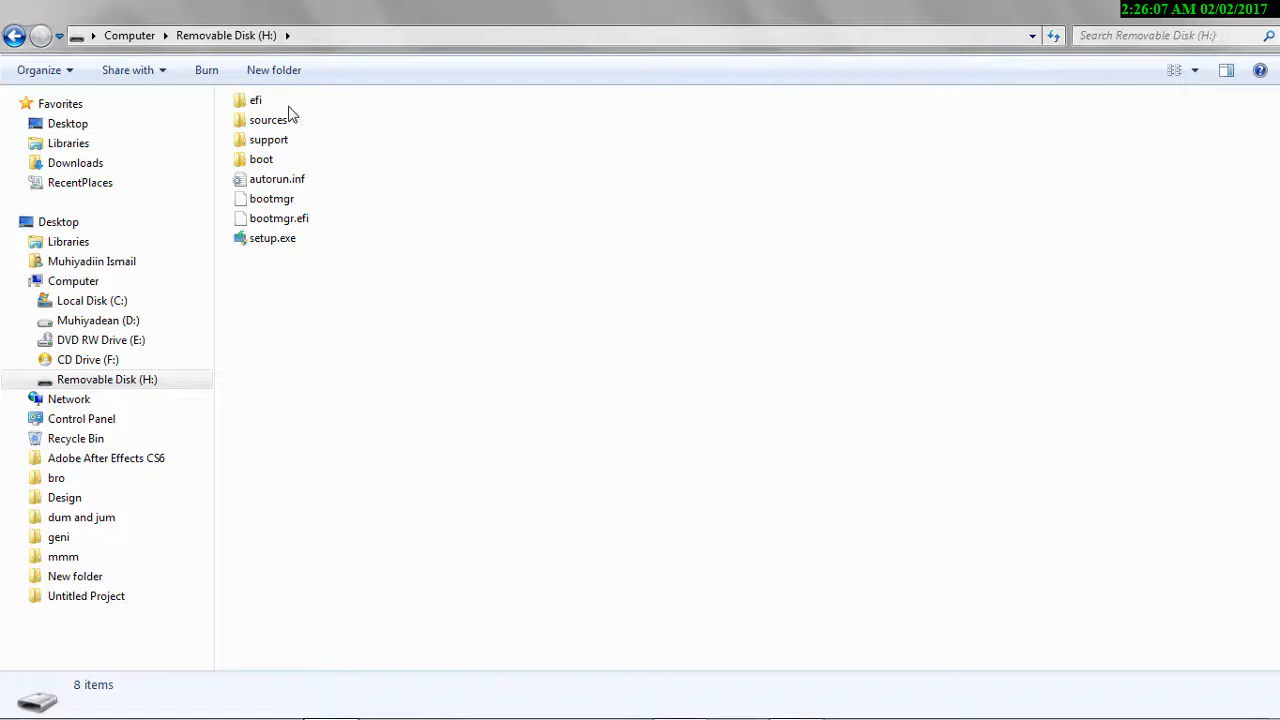 2:26:07 AM 02/02/2017
Computer Removable Disk (H:) Search Removable Disk (H:)
Organize Share with Burn New folder
Favorites
Desktop
Libraries
Downloads
RecentPlaces
Desktop
Libraries
Muhiyadiin Ismail
Computer
Local Disk (C:)
Muhiyadean (D:)
DVD RW Drive (E:)
CD Drive (F:)
Removable Disk (H:)
Network
Control Panel
Recycle Bin
Adobe After Effects CS6
bro
Design
dum and jum
geni
mmm
New folder
Untitled Project
efi
sources
support
boot
autorun.inf
bootmgr
bootmgr.efi
setup.exe
8 items